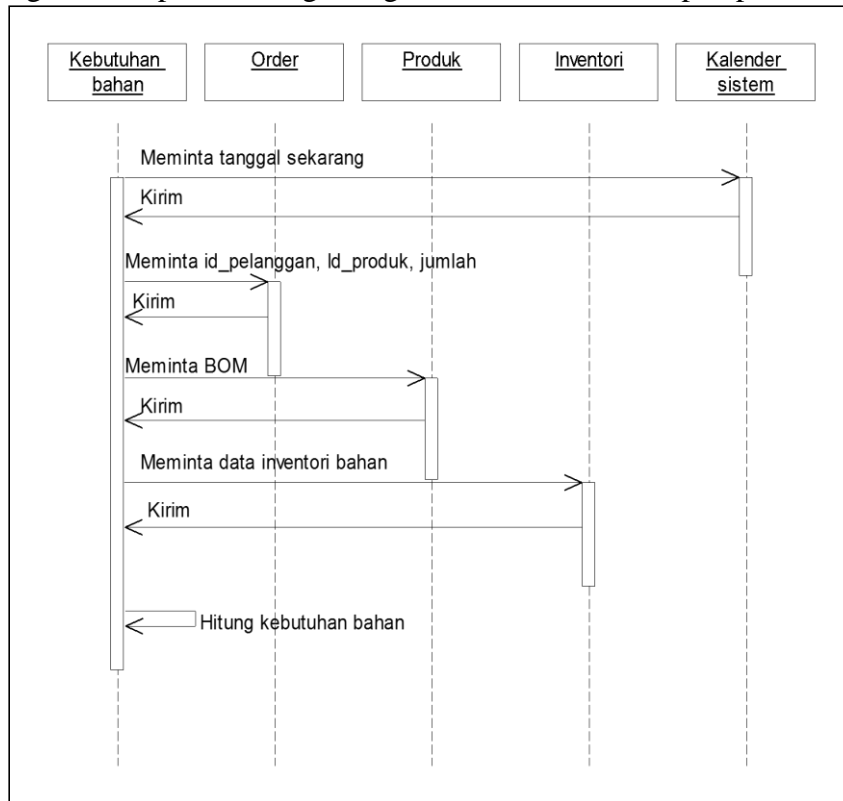 Kebutuhan
bahan
Order
Produk
Inventori
Kalender
sistem
Meminta tanggal sekarang
Kirim
Meminta id_pelanggan, Id_produk, jumlah
Kirim
Meminta BOM
Kirim
Meminta data inventori bahan
Kirim
Hitung kebutuhan bahan